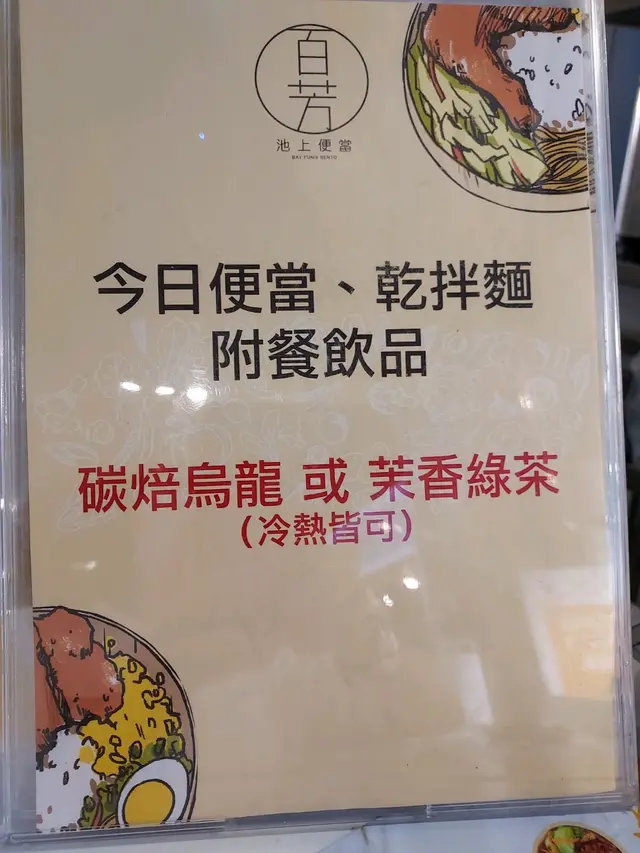 百芳
池上便當
BAI FUNG BENTO
今日便當、乾拌麵
附餐飲品
碳焙烏龍 或 茉香綠茶
(冷熱皆可)